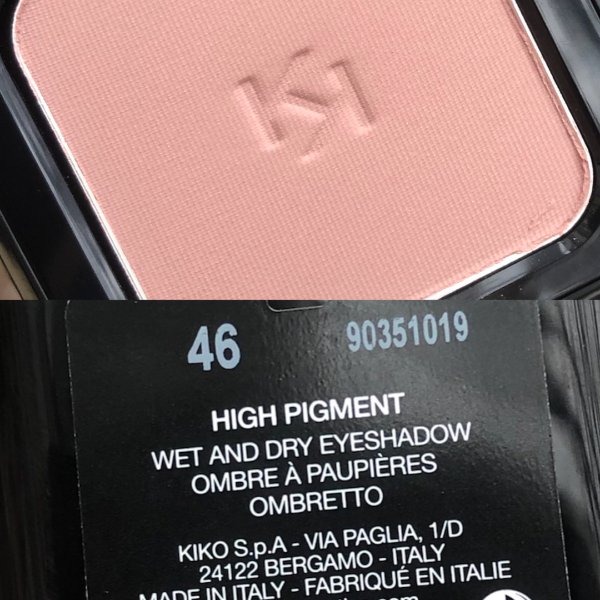 KK
46 90351019
HIGH PIGMENT
WET AND DRY EYESHADOW
OMBRE À PAUPIÈRES
OMBRETTO
KIKO S.p.A - VIA PAGLIA, 1/D
24122 BERGAMO - ITALY
MADE IN ITALY - FABRIQUÉ EN ITALIE